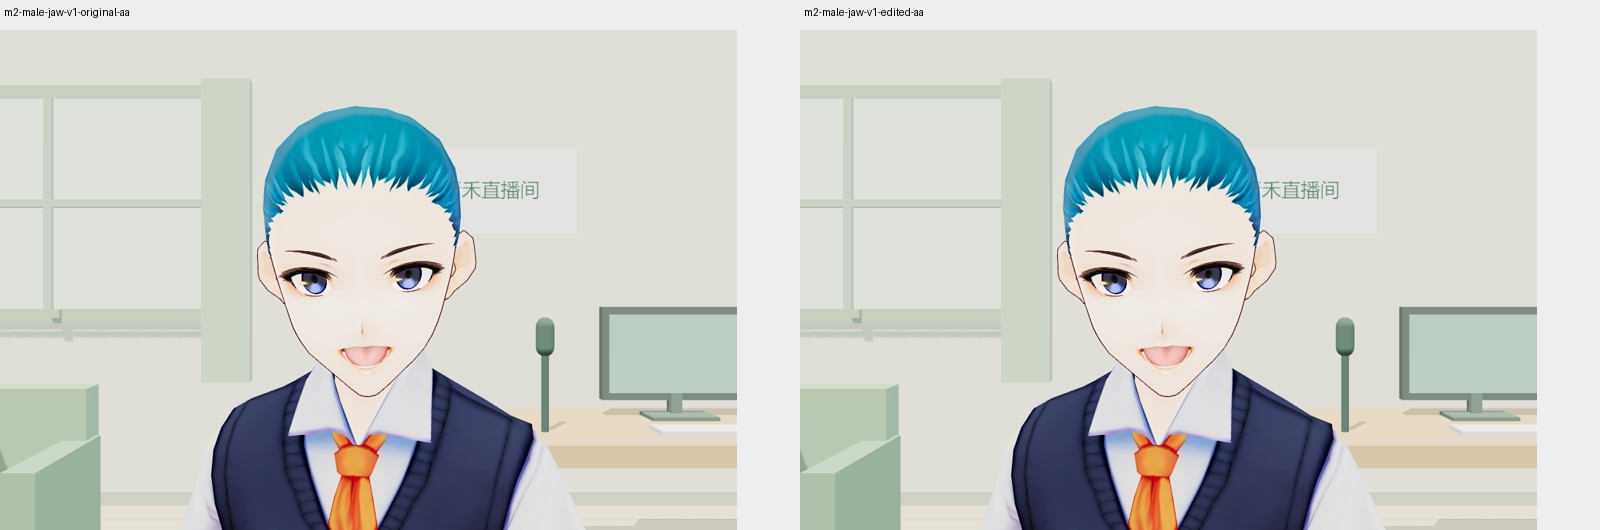 m2-male-jaw-v1-original-aa
m2-male-jaw-v1-edited-aa
禾直播间
禾直播间